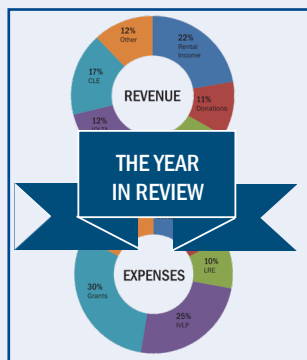 12%
Other
22%
Rental
Income
17%
CLE
11%
Donations
REVENUE
12%
IOLTA
THE YEAR
IN REVIEW
EXPENSES
10%
LRE
30%
Grants
25%
IVLP